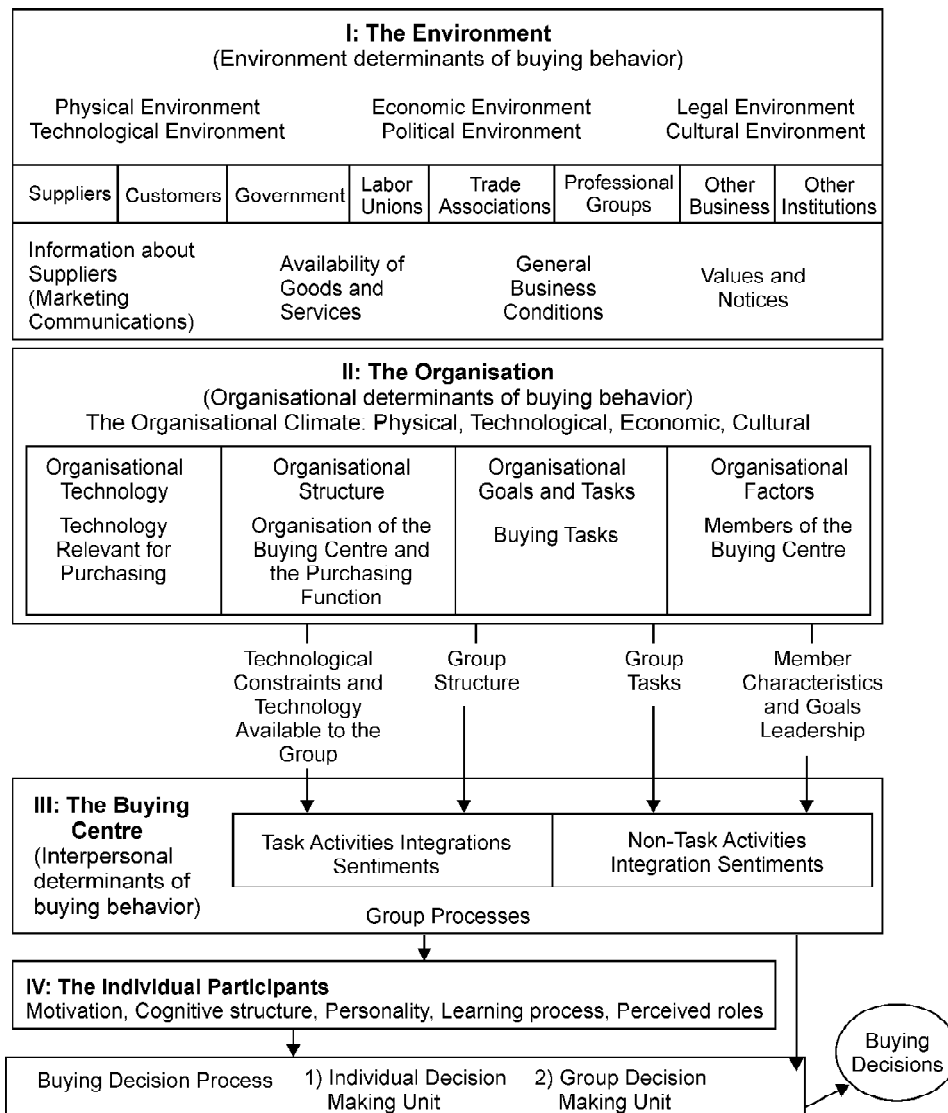 I: The Environment
(Environment determinants of buying behavior)
Physical Environment
Technological Environment
Economic Environment
Political Environment
Legal Environment
Cultural Environment
Suppliers
Customers
Government
Labor
Unions
Trade
Associations
Professional
Groups
Other
Business
Other
Institutions
Information about
Suppliers
(Marketing
Communications)
Availability of
Goods and
Services
General
Business
Conditions
Values and
Notices
II: The Organisation
(Organisational determinants of buying behavior)
The Organisational Climate: Physical, Technological, Economic, Cultural
Organisational
Technology
Technology
Relevant for
Purchasing
Organisational
Structure
Organisation of the
Buying Centre and
the Purchasing
Function
Organisational
Goals and Tasks
Buying Tasks
Organisational
Factors
Members of the
Buying Centre
Technological
Constraints and
Technology
Available to the
Group
Group
Structure
Group
Tasks
Member
Characteristics
and Goals
Leadership
III: The Buying
Centre
(Interpersonal
determinants of
buying behavior)
Task Activities Integrations
Sentiments
Non-Task Activities
Integration Sentiments
Group Processes
IV: The Individual Participants
Motivation, Cognitive structure, Personality, Learning process, Perceived roles
Buying Decision Process
1) Individual Decision
Making Unit
2) Group Decision
Making Unit
Buying
Decisions